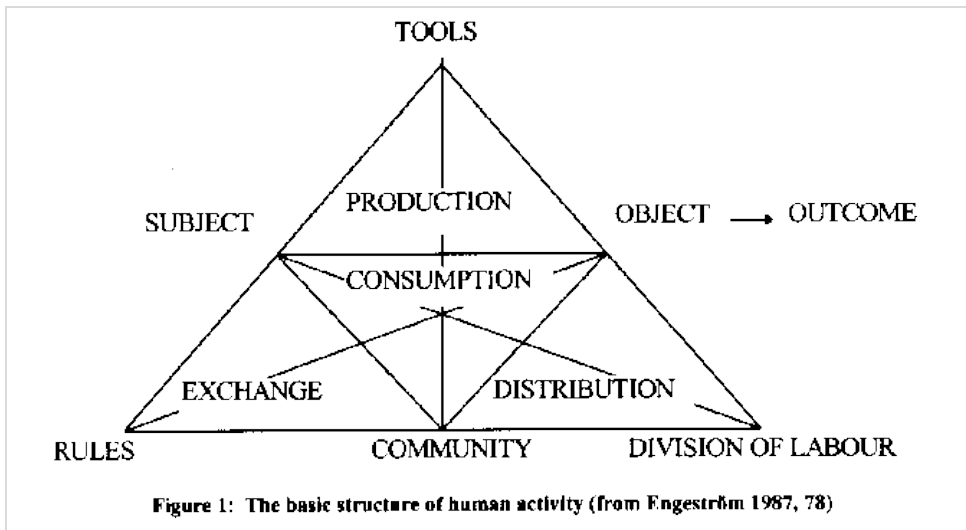 TOOLS
PRODUCTION
SUBJECT
OBJECT
OUTCOME
CONSUMPTION
EXCHANGE
DISTRIBUTION
RULES
COMMUNITY
DIVISION OF LABOUR
Figure 1: The basic structure of human activity (from Engeström 1987, 78)